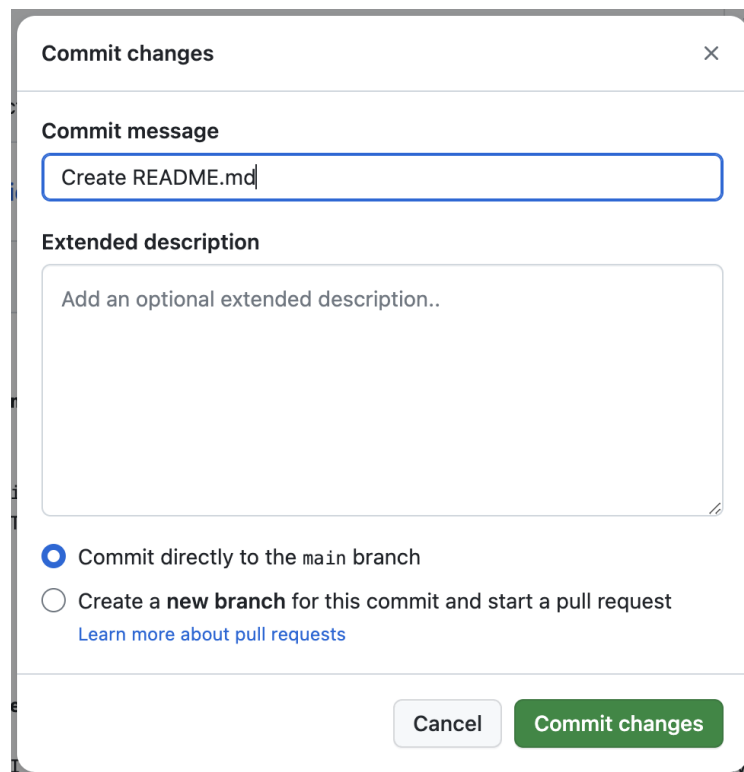 Commit changes
Commit message
Create README.md
Extended description
Add an optional extended description..
Commit directly to the main branch
Create a new branch for this commit and start a pull request
Learn more about pull requests
Cancel
Commit changes